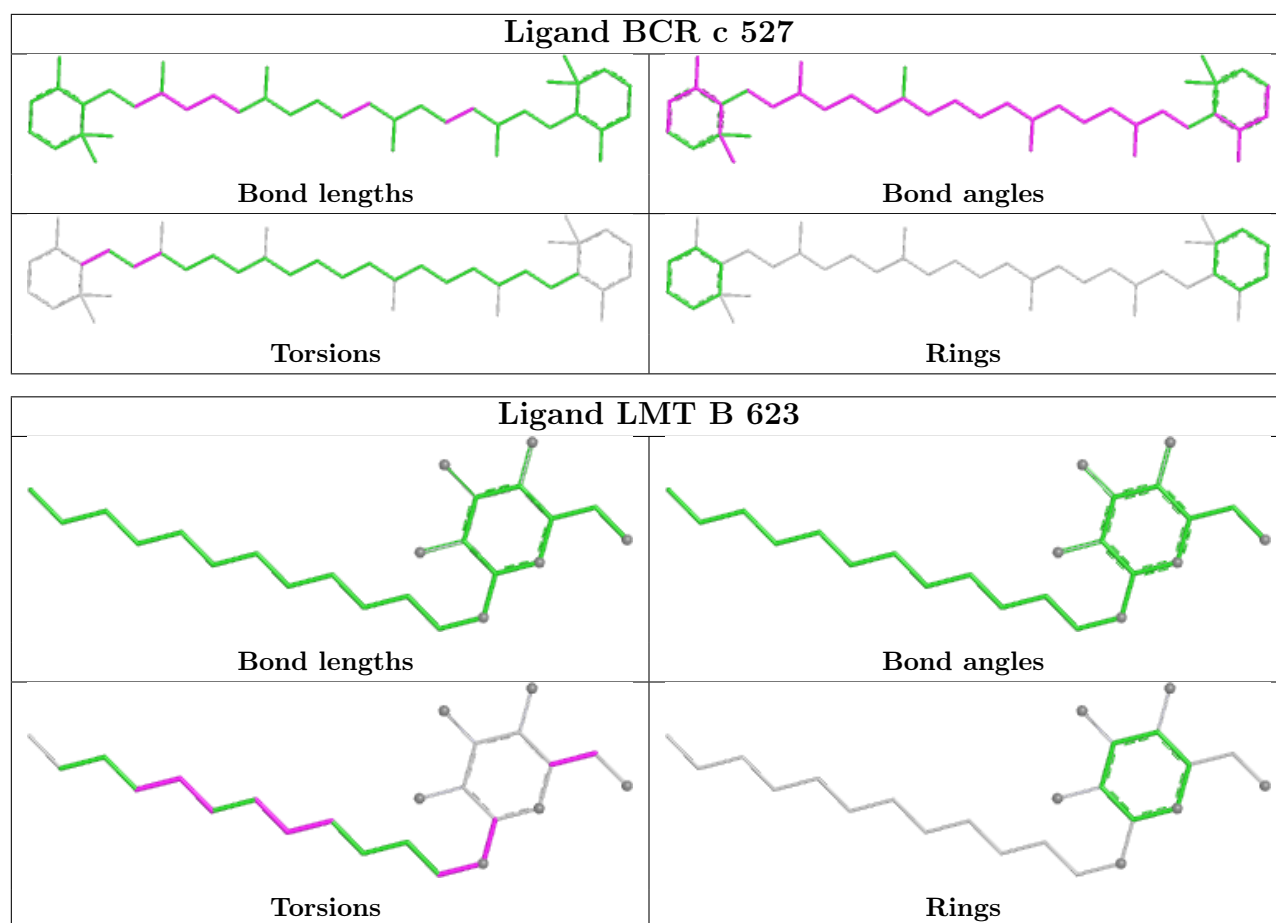 Ligand BCR c 527
Bond lengths
Bond angles
Torsions
Rings
Ligand LMT B 623
Bond lengths
Bond angles
Torsions
Rings